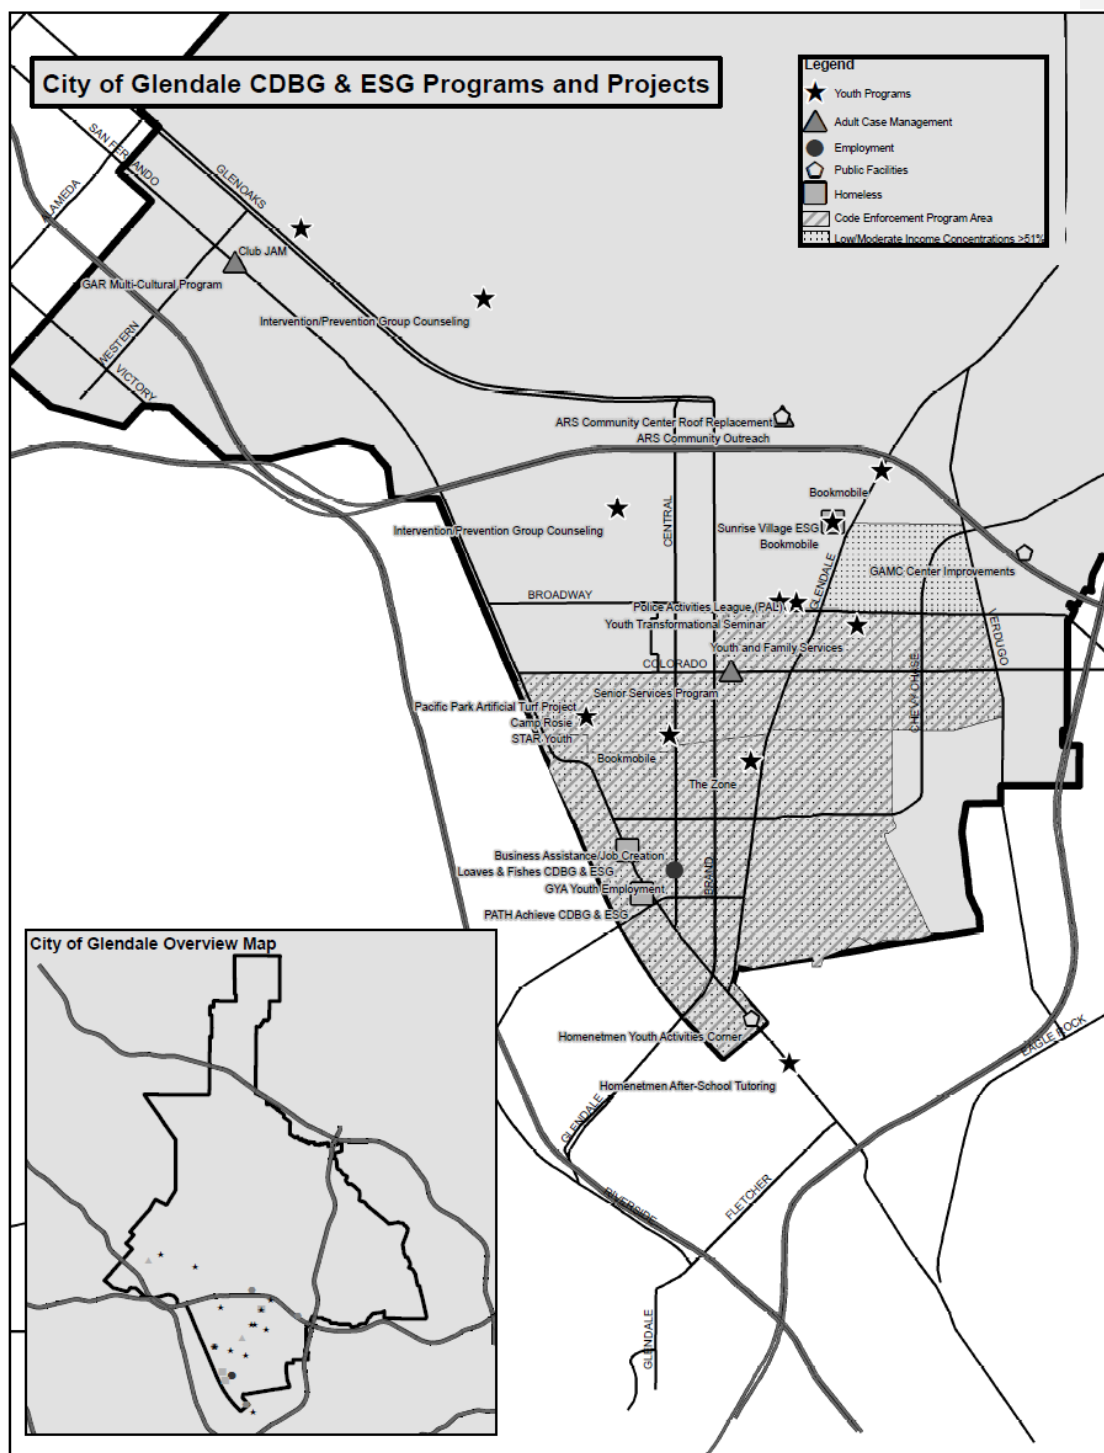 City of Glendale CDBG & ESG Programs and Projects
Legend
Youth Programs
Adult Case Management
Employment
Public Facilities
Homeless
Code Enforcement Program Area
Low/Moderate Income Concentrations >51%
SAN FERNANDO
GLENOAKS
ALAMEDA
Club JAM
GAR Multi-Cultural Program
Intervention/Prevention Group Counseling
WESTERN
VICTORY
ARS Community Center Roof Replacement
ARS Community Outreach
Bookmobile
CENTRAL
Intervention/Prevention Group Counseling
Sunrise Village ESG
Bookmobile
GAMC Center Improvements
GLENDALE
BROADWAY
Police Activities League (PAL)
Youth Transformational Seminar
VERDUGO
Youth and Family Services
COLORADO
CHEVY CHASE
Senior Services Program
Pacific Park Artificial Turf Project
Camp Rosie
STAR Youth
Bookmobile
The Zone
Business Assistance/Job Creation
Loaves & Fishes CDBG & ESG
BRAND
GYA Youth Employment
PATH Achieve CDBG & ESG
City of Glendale Overview Map
Homenetmen Youth Activities Corner
EAGLE ROCK
Homenetmen After-School Tutoring
GLENDALE
FLETCHER
RIVERSIDE
GLENDALE